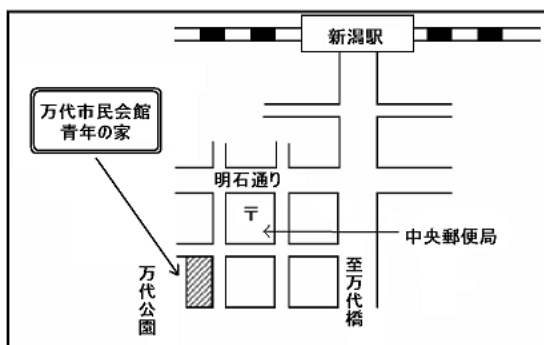 新潟駅
万代市民会館
青年の家
明石通り
〒
中央郵便局
万代公園
至万代橋